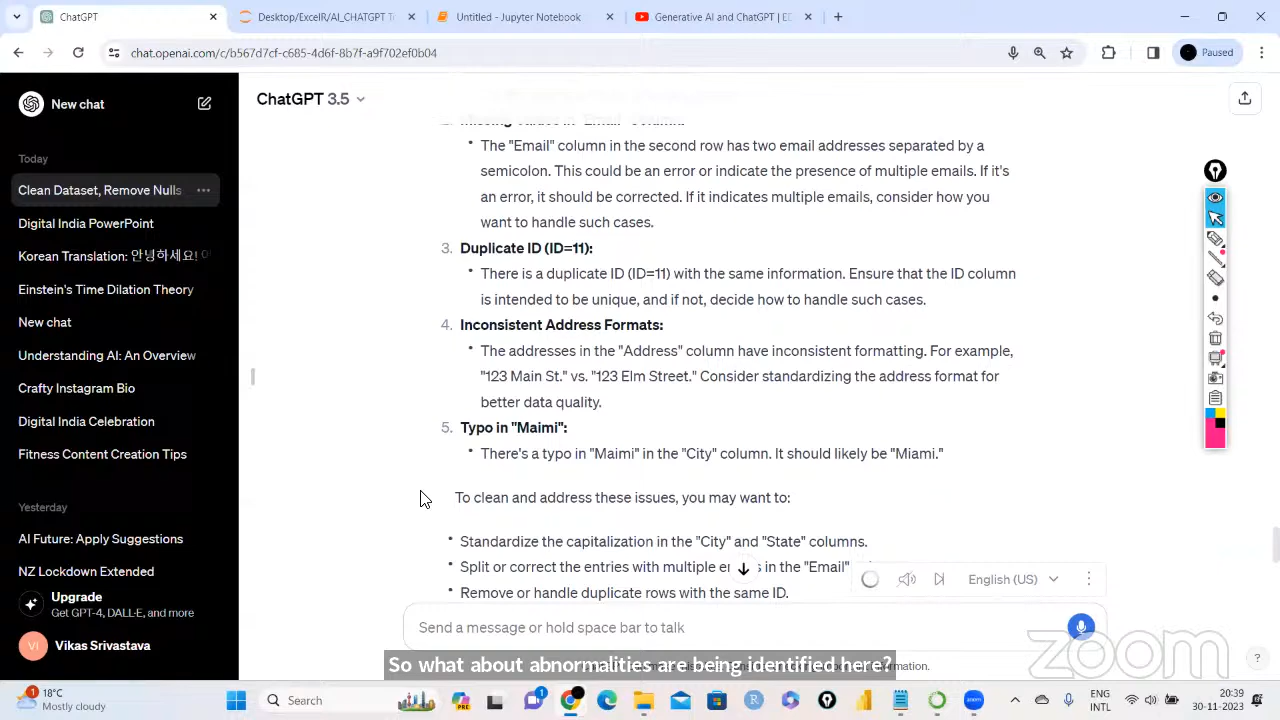 ChatGPT
Desktop/ExcelR/AI_CHATGPT T
Untitled - Jupyter Notebook
Generative AI and ChatGPT | E
chat.openai.com/c/b567d7cf-c685-4d6f-8b7f-a9f702ef0b04
Paused
New chat
ChatGPT 3.5
Today
Clean Dataset, Remove Nulls
Digital India PowerPoint
Korean Translation: 안녕하세요!
Einstein's Time Dilation Theory
New chat
Understanding AI: An Overview
Crafty Instagram Bio
Digital India Celebration
Fitness Content Creation Tips
Yesterday
AI Future: Apply Suggestions
NZ Lockdown Extended
Upgrade
Get GPT-4, DALL·E, and more
VI Vikas Srivastava
Missing Values in "Email" Column:
• The "Email" column in the second row has two email addresses separated by a
semicolon. This could be an error or indicate the presence of multiple emails. If it's
an error, it should be corrected. If it indicates multiple emails, consider how you
want to handle such cases.
3. Duplicate ID (ID=11):
• There is a duplicate ID (ID=11) with the same information. Ensure that the ID column
is intended to be unique, and if not, decide how to handle such cases.
4. Inconsistent Address Formats:
• The addresses in the "Address" column have inconsistent formatting. For example,
"123 Main St." vs. "123 Elm Street." Consider standardizing the address format for
better data quality.
5. Typo in "Maimi":
• There's a typo in "Maimi" in the "City" column. It should likely be "Miami."
To clean and address these issues, you may want to:
• Standardize the capitalization in the "City" and "State" columns.
• Split or correct the entries with multiple in the "Email"
• Remove or handle duplicate rows with the same ID.
English (US)
Send a message or hold space bar to talk
So what about abnormalities are being identified here?
zoom
?
18°C
Mostly cloudy
Search
PRE
1
R
ENG
INTL
20:39
30-11-2023